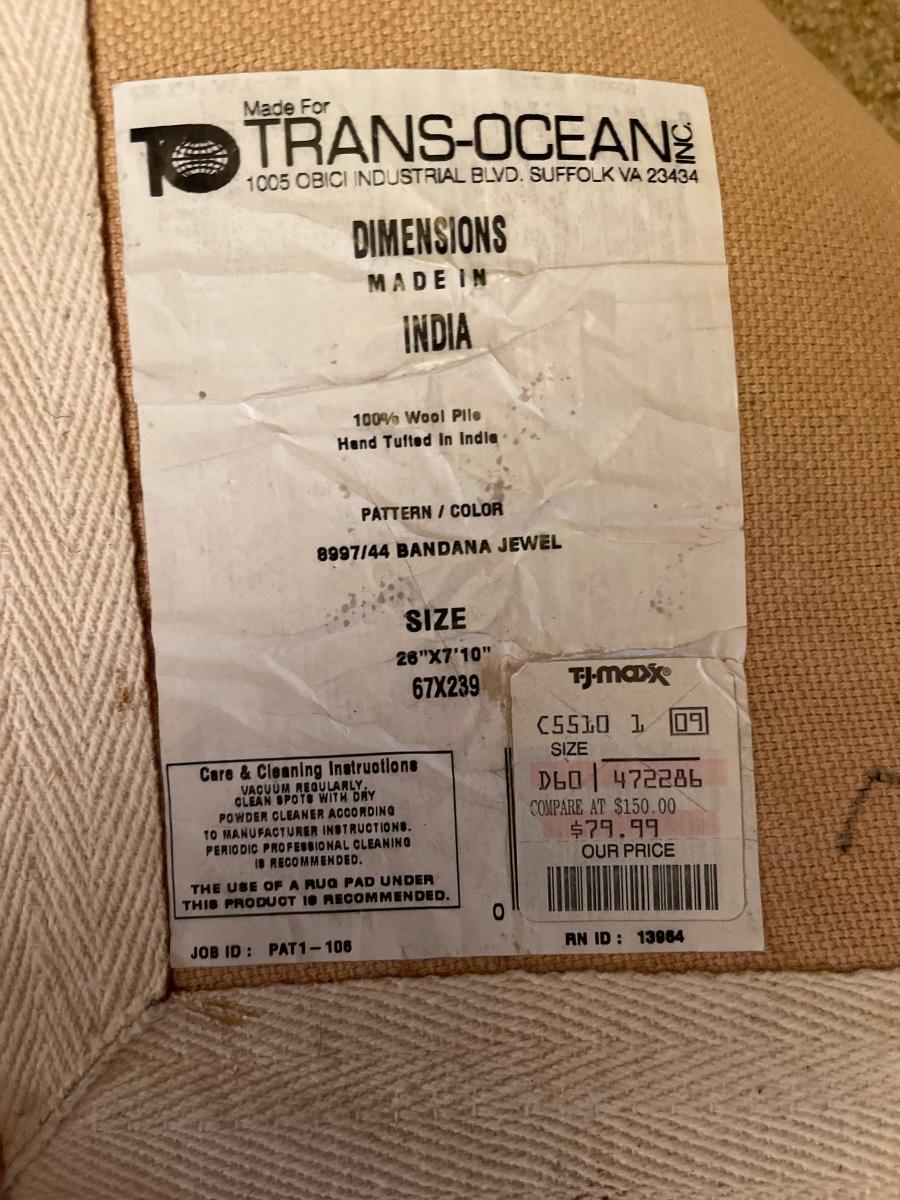 Made For
TRANS-OCEAN INC.
1005 OBICI INDUSTRIAL BLVD. SUFFOLK VA 23434
DIMENSIONS
MADE IN
INDIA
100% Wool Pile
Hand Tufted In India
PATTERN / COLOR
8997/44 BANDANA JEWEL
SIZE
26"X7'10"
67X239
Care & Cleaning Instructions
VACUUM REGULARLY.
CLEAN SPOTS WITH DRY
POWDER CLEANER ACCORDING
TO MANUFACTURER INSTRUCTIONS.
PERIODIC PROFESSIONAL CLEANING
IS RECOMMENDED.
THE USE OF A RUG PAD UNDER
THIS PRODUCT IS RECOMMENDED.
JOB ID : PAT1-106
T·J·maxx®
C5510 1 09
SIZE
D60 | 472286
COMPARE AT $150.00
$79.99
OUR PRICE
0
RN ID : 13964